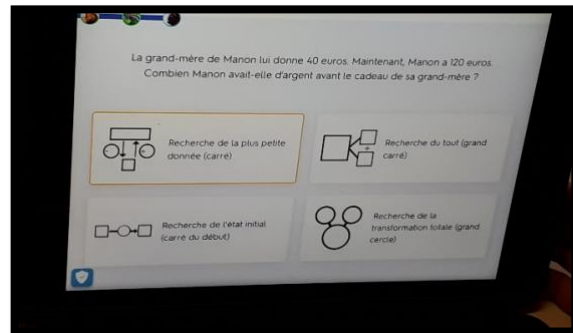 La grand-mère de Manon lui donne 40 euros. Maintenant, Manon a 120 euros.
Combien Manon avait-elle d'argent avant le cadeau de sa grand-mère ?
Recherche de la plus petite
donnée (carré)
Recherche du tout (grand
carré)
Recherche de l'état initial
(carré du début)
Recherche de la
transformation totale (grand
cercle)